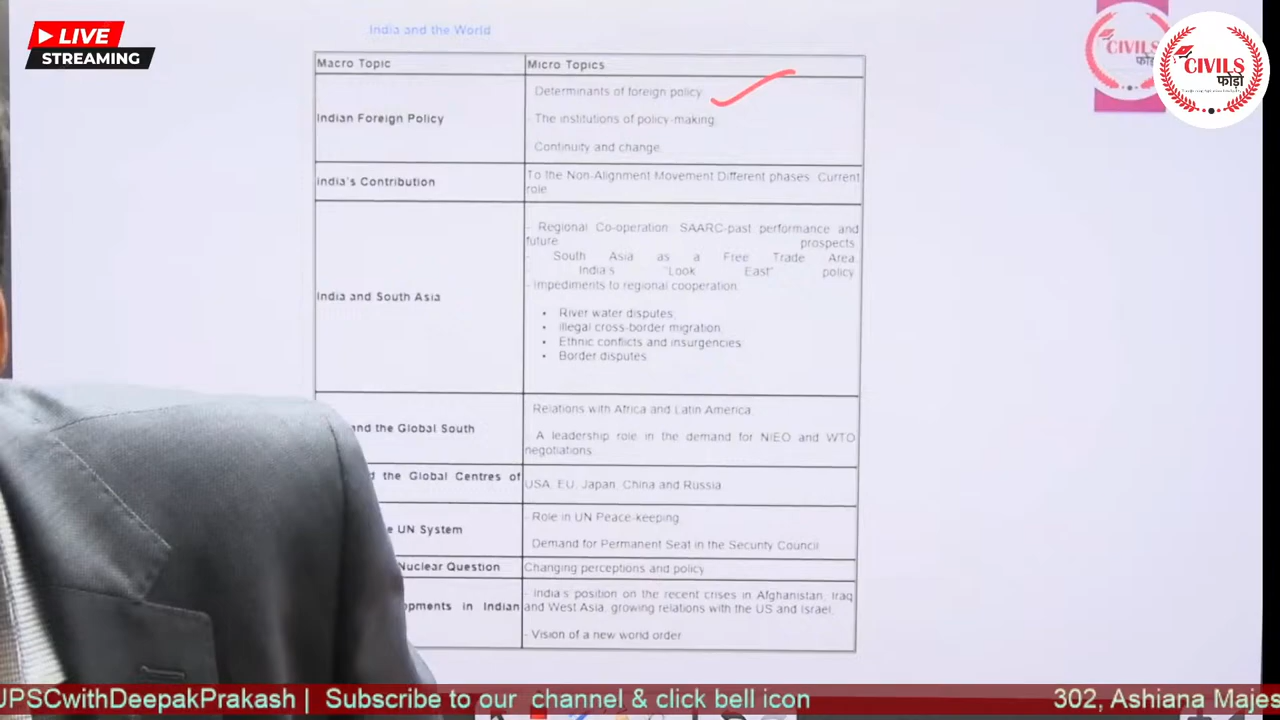 LIVE
STREAMING
India and the World
CIVILS
CIVILS
फोड़ो
Macro Topic
Micro Topics
Indian Foreign Policy
Determinants of foreign policy
The institutions of policy-making
Continuity and change
India's Contribution
To the Non-Alignment Movement Different phases. Current
role
India and South Asia
- Regional Co-operation SAARC-past performance and
future prospects
- South Asia as a Free Trade Area
India's "Look East" policy
- Impediments to regional cooperation
• River water disputes;
• Illegal cross-border migration;
• Ethnic conflicts and insurgencies
• Border disputes
and the Global South
Relations with Africa and Latin America
A leadership role in the demand for NIEO and WTO
negotiations
the Global Centres of
USA, EU, Japan, China and Russia
UN System
- Role in UN Peace-keeping
Demand for Permanent Seat in the Security Council
Nuclear Question
Changing perceptions and policy
opments in Indian
- India's position on the recent crises in Afghanistan, Iraq
and West Asia, growing relations with the US and Israel,
- Vision of a new world order
JPSCwithDeepakPrakash | Subscribe to our channel & click bell icon
302, Ashiana Majes